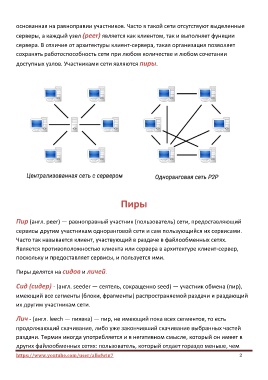 основанная на равноправии участников. Часто в такой сети отсутствуют выделенные
серверы, а каждый узел (peer) является как клиентом, так и выполняет функции
сервера. В отличие от архитектуры клиент-сервера, такая организация позволяет
сохранять работоспособность сети при любом количестве и любом сочетании
доступных узлов. Участниками сети являются пиры.
Централизованная сеть с сервером
Одноранговая сеть P2P
Пиры
Пир (англ. peer) — равноправный участник (пользователь) сети, предоставляющий
сервисы другим участникам одноранговой сети и сам пользующийся их сервисами.
Часто так называется клиент, участвующий в раздаче в файлообменных сетях.
Является противоположностью клиента или сервера в архитектуре клиент-сервер,
поскольку и предоставляет сервисы, и пользуется ими.
Пиры делятся на сидов и личей.
Сид (сидер) - (англ. seeder — сеятель, сокращенно seed) — участник обмена (пир),
имеющий все сегменты (блоки, фрагменты) распространяемой раздачи и раздающий
их другим участникам сети.
Лич - (англ. leech — пиявка) — пир, не имеющий пока всех сегментов, то есть
продолжающий скачивание, либо уже закончивший скачивание выбранных частей
раздачи. Термин иногда употребляется и в негативном смысле, который он имеет в
других файлообменных сетях: пользователь, который отдает гораздо меньше, чем
2